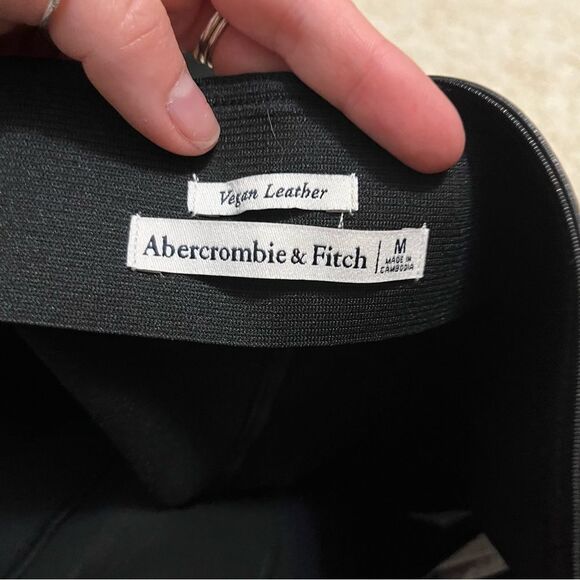 Vegan Leather
Abercrombie & Fitch
M
MADE IN
CAMBODIA